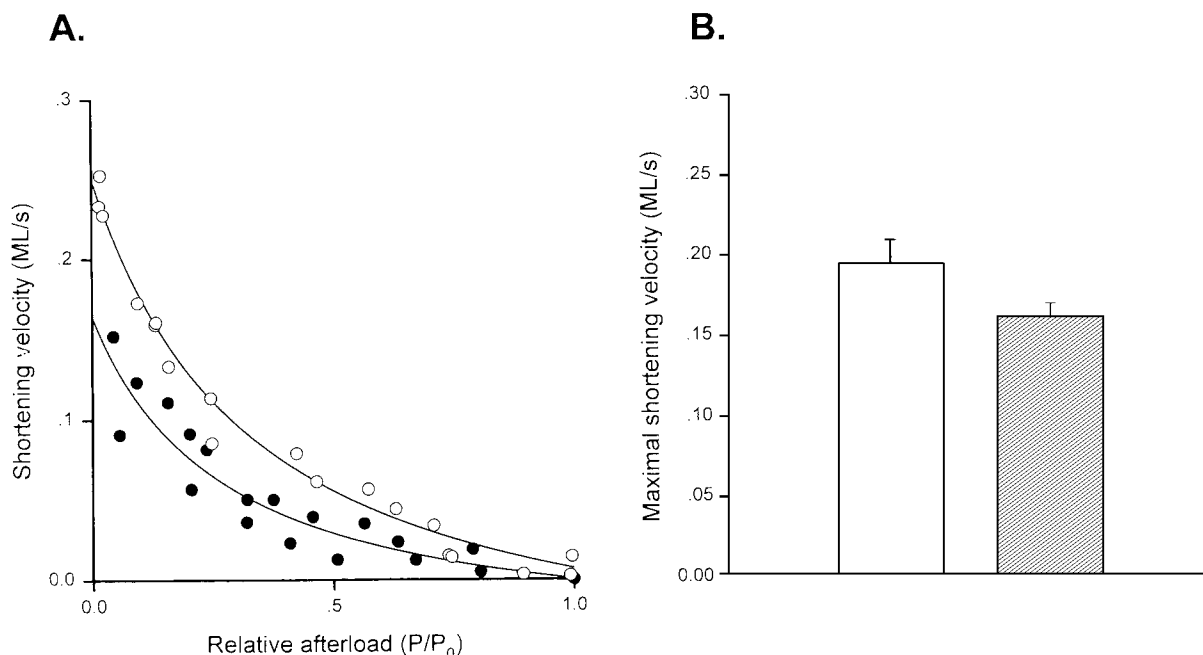 A.
.3
.2
.1
0.0
0.0
.5
1.0
Shortening velocity (ML/s)
Relative afterload (P/P0)
B.
.30
.25
.20
.15
.10
.05
0.00
Maximal shortening velocity (ML/s)